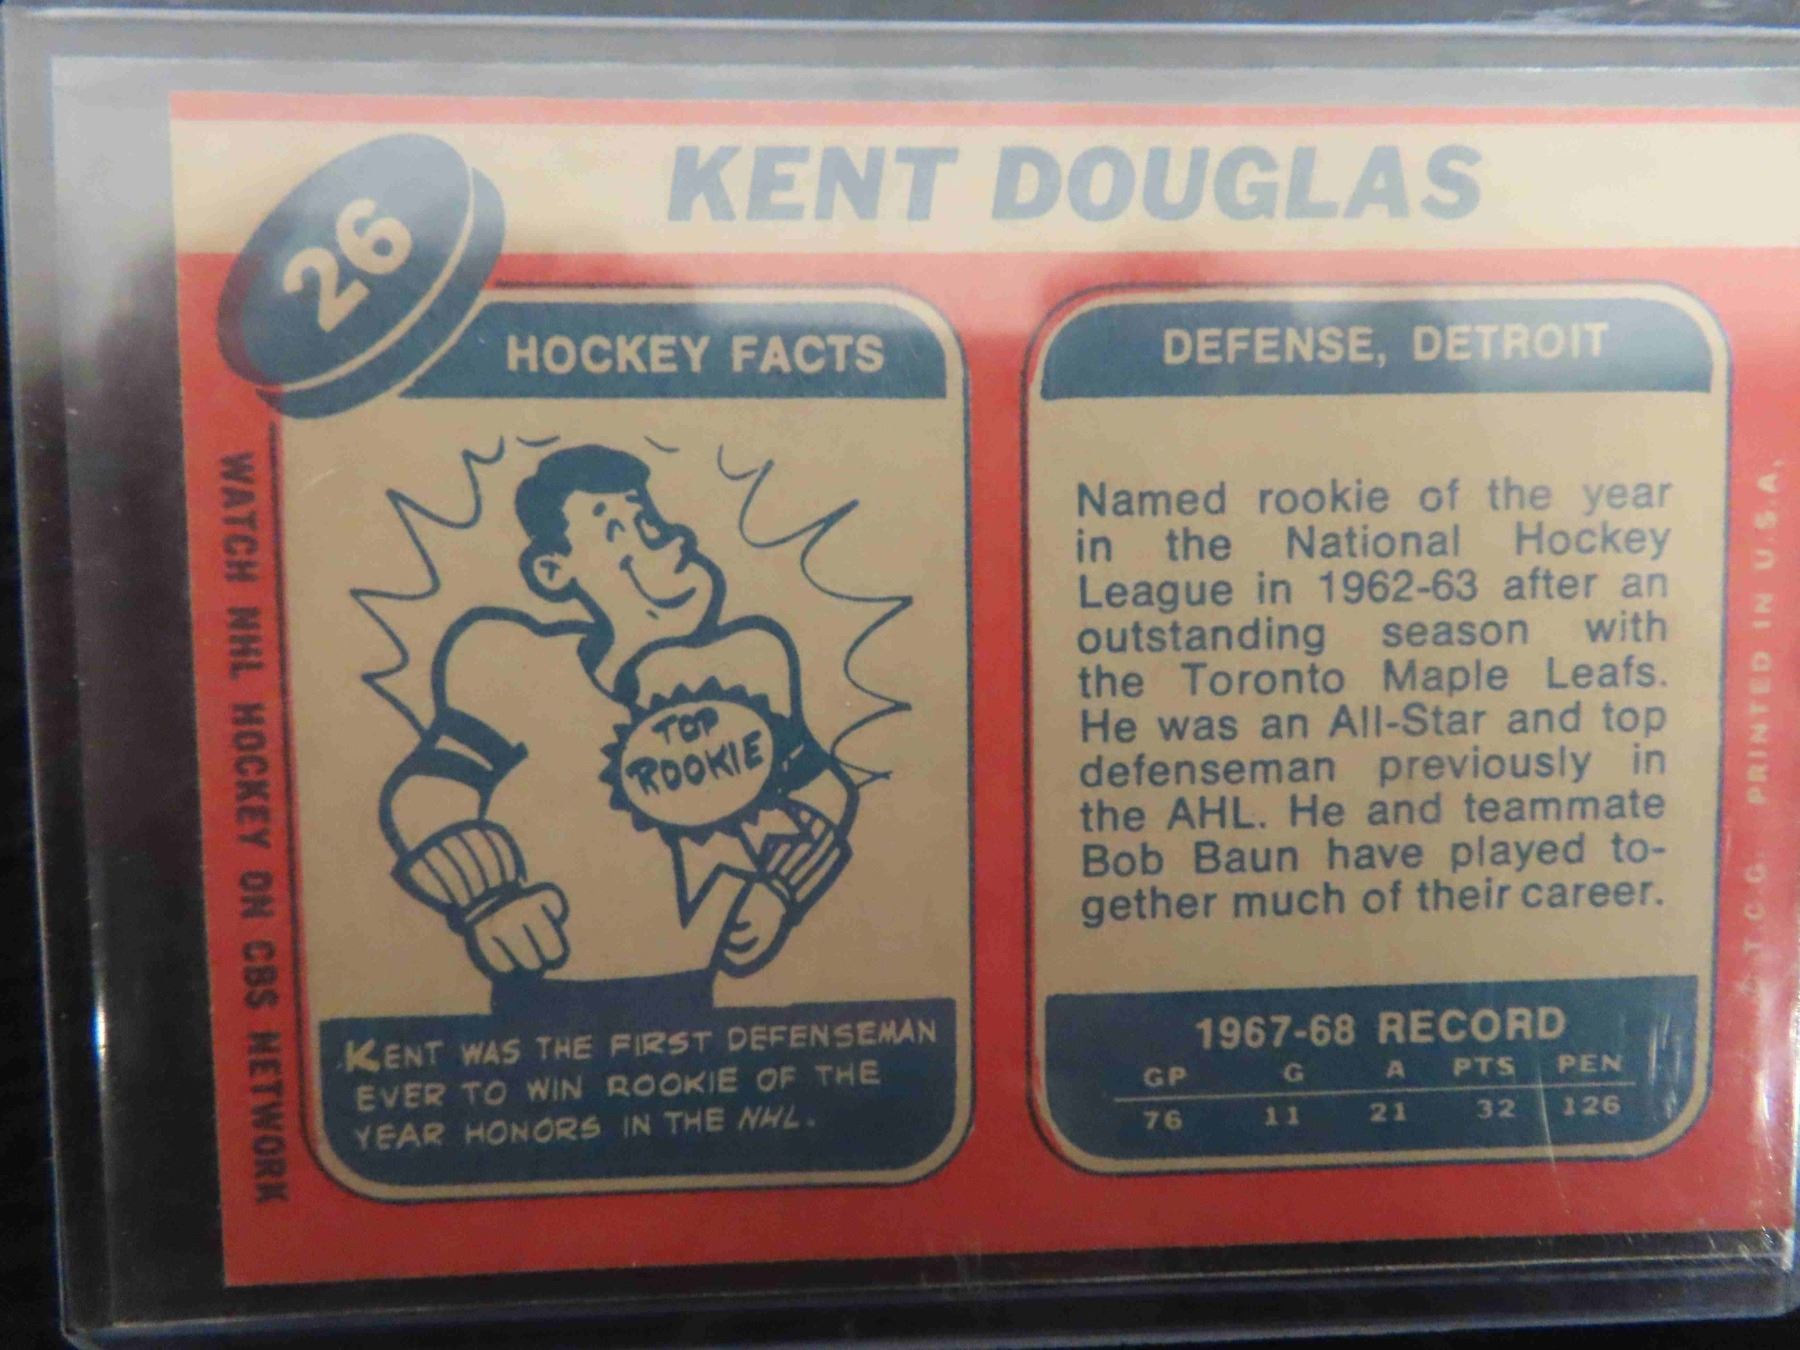 26
KENT DOUGLAS
HOCKEY FACTS
TOP
ROOKIE
KENT WAS THE FIRST DEFENSEMAN
EVER TO WIN ROOKIE OF THE
YEAR HONORS IN THE NHL.
WATCH NHL HOCKEY ON CBS NETWORK
DEFENSE, DETROIT
Named rookie of the year
in the National Hockey
League in 1962-63 after an
outstanding season with
the Toronto Maple Leafs.
He was an All-Star and top
defenseman previously in
the AHL. He and teammate
Bob Baun have played to-
gether much of their career.
1967-68 RECORD
GP G A PTS PEN
76 11 21 32 126
T.C.G. PRINTED IN U.S.A.